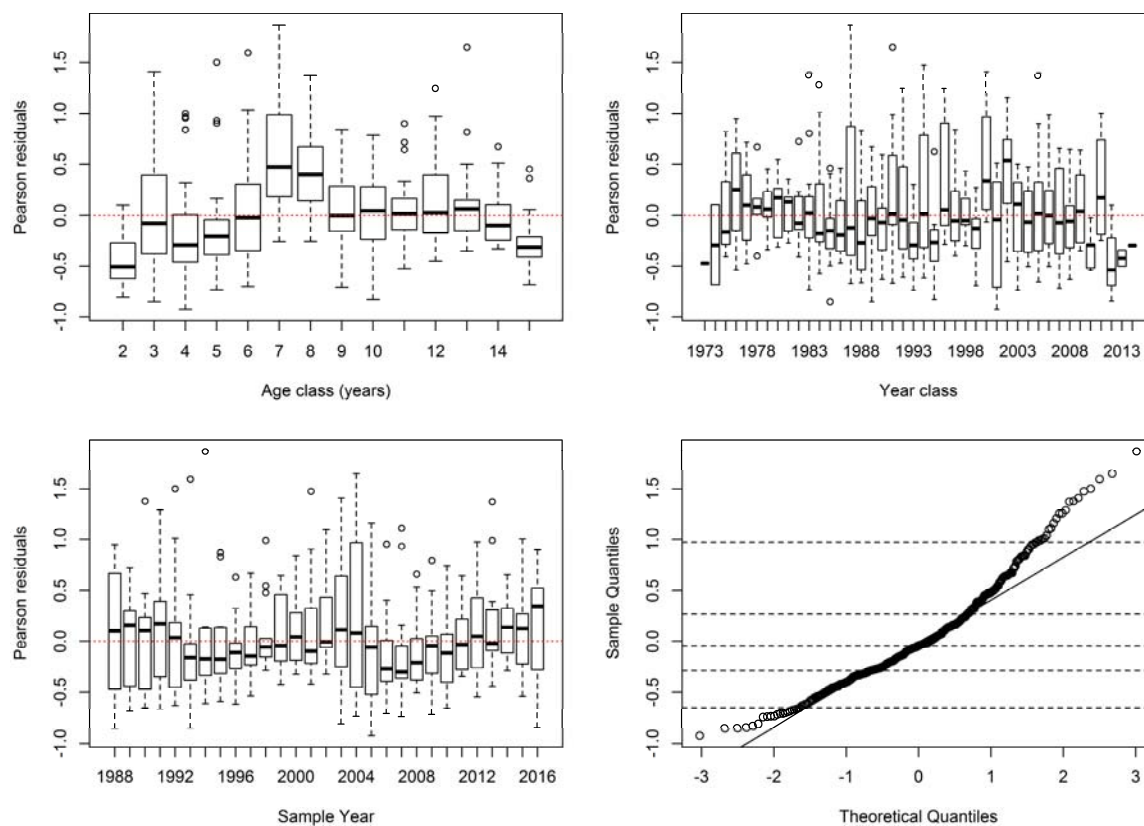 Pearson residuals
-1.0 -0.5 0.0 0.5 1.0 1.5
2 3 4 5 6 7 8 9 10 12 14
Age class (years)
Pearson residuals
-1.0 -0.5 0.0 0.5 1.0 1.5
1973 1978 1983 1988 1993 1998 2003 2008 2013
Year class
Pearson residuals
-1.0 -0.5 0.0 0.5 1.0 1.5
1988 1992 1996 2000 2004 2008 2012 2016
Sample Year
Sample Quantiles
-1.0 -0.5 0.0 0.5 1.0 1.5
-3 -2 -1 0 1 2 3
Theoretical Quantiles